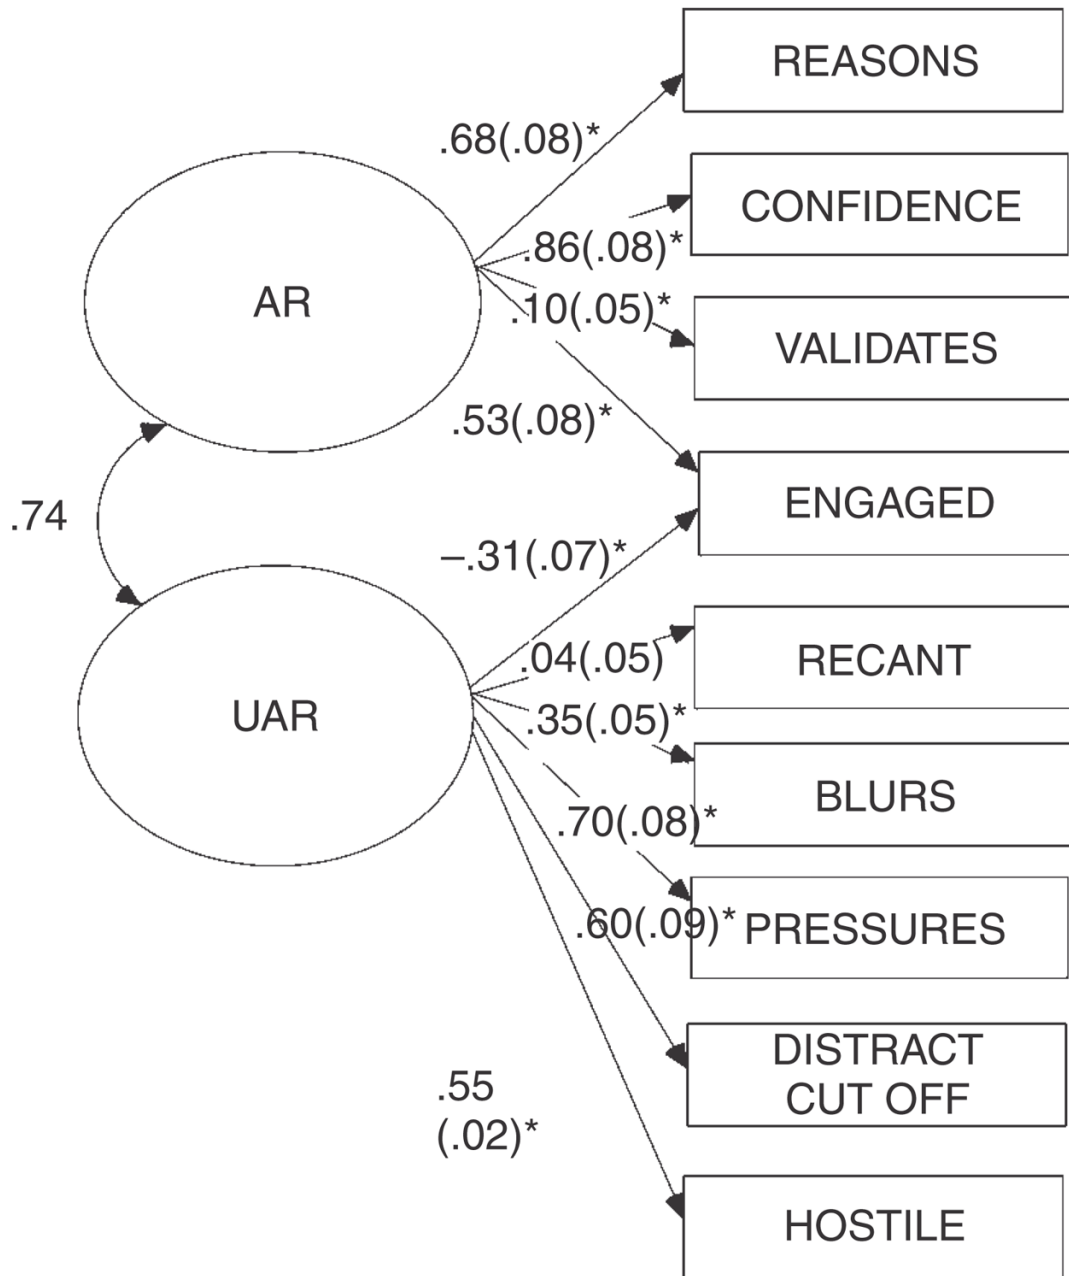 REASONS
.68(.08)*
CONFIDENCE
.86(.08)*
AR
.10(.05)*
VALIDATES
.53(.08)*
ENGAGED
.74
–.31(.07)*
.04(.05)
RECANT
UAR
.35(.05)*
BLURS
.70(.08)*
.60(.09)*
PRESSURES
DISTRACT
CUT OFF
.55
(.02)*
HOSTILE